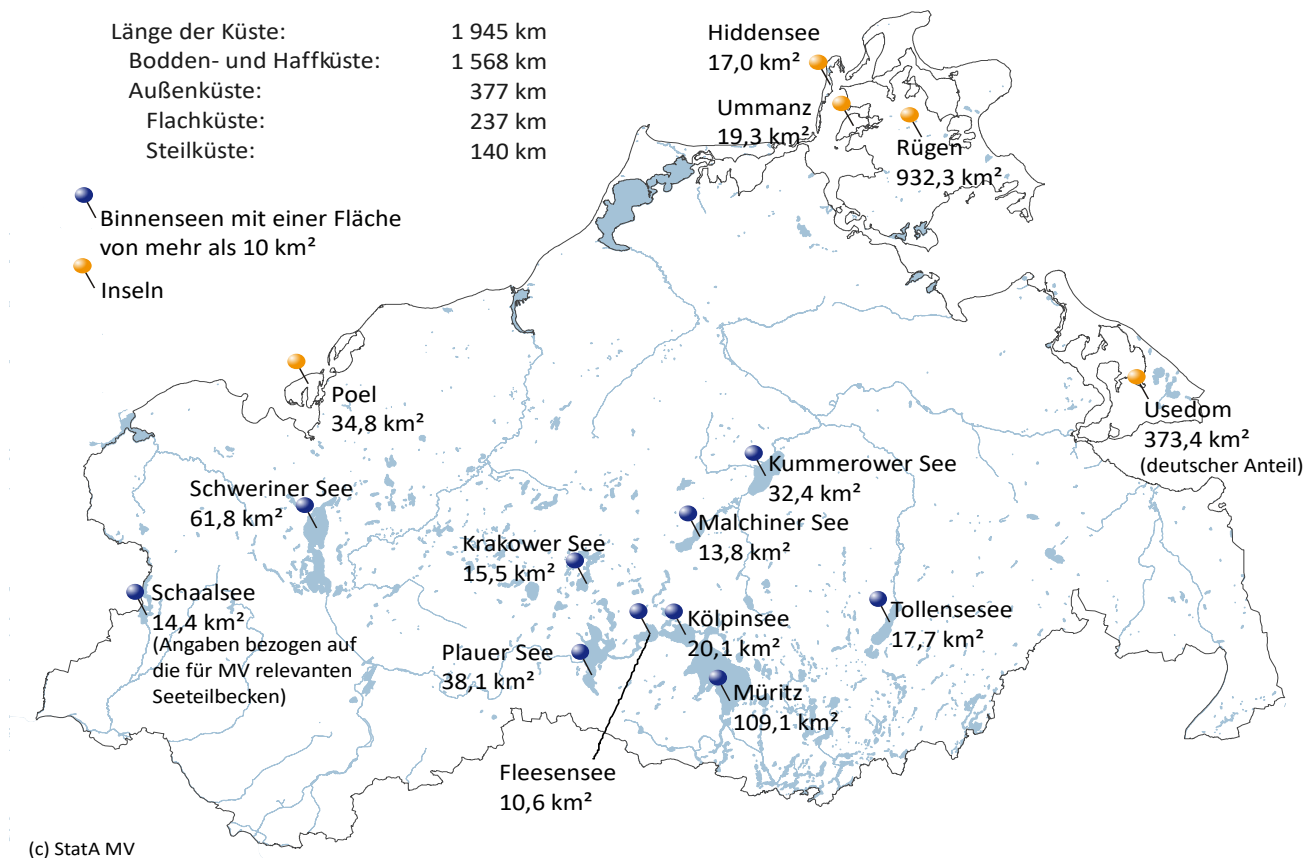 Länge der Küste: 1 945 km
Bodden- und Haffküste: 1 568 km
Außenküste: 377 km
Flachküste: 237 km
Steilküste: 140 km
Binnenseen mit einer Fläche
von mehr als 10 km²
Inseln
Hiddensee
17,0 km²
Ummanz
19,3 km²
Rügen
932,3 km²
Poel
34,8 km²
Usedom
373,4 km²
(deutscher Anteil)
Kummerower See
32,4 km²
Schweriner See
61,8 km²
Malchiner See
13,8 km²
Krakower See
15,5 km²
Schaalsee
14,4 km²
(Angaben bezogen auf
die für MV relevanten
Seeteilbecken)
Kölpinsee
20,1 km²
Tollensesee
17,7 km²
Plauer See
38,1 km²
Müritz
109,1 km²
Fleesensee
10,6 km²
(c) StatA MV